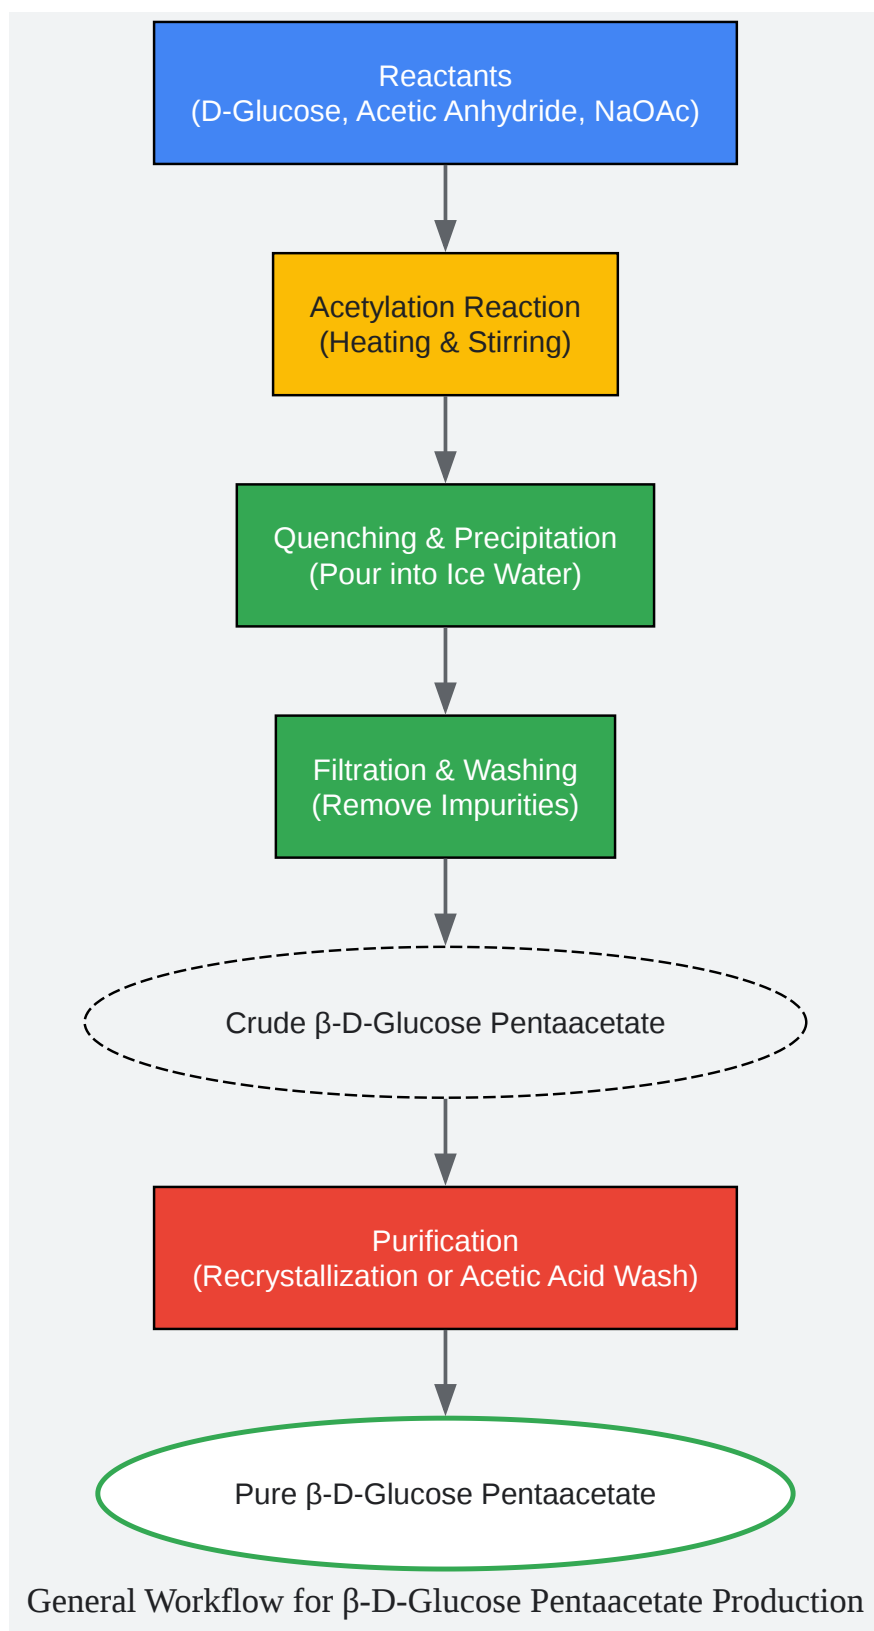 Reactants
(D-Glucose, Acetic Anhydride, NaOAc)
Acetylation Reaction
(Heating & Stirring)
Quenching & Precipitation
(Pour into Ice Water)
Filtration & Washing
(Remove Impurities)
Crude β-D-Glucose Pentaacetate
Purification
(Recrystallization or Acetic Acid Wash)
Pure β-D-Glucose Pentaacetate
General Workflow for β-D-Glucose Pentaacetate Production